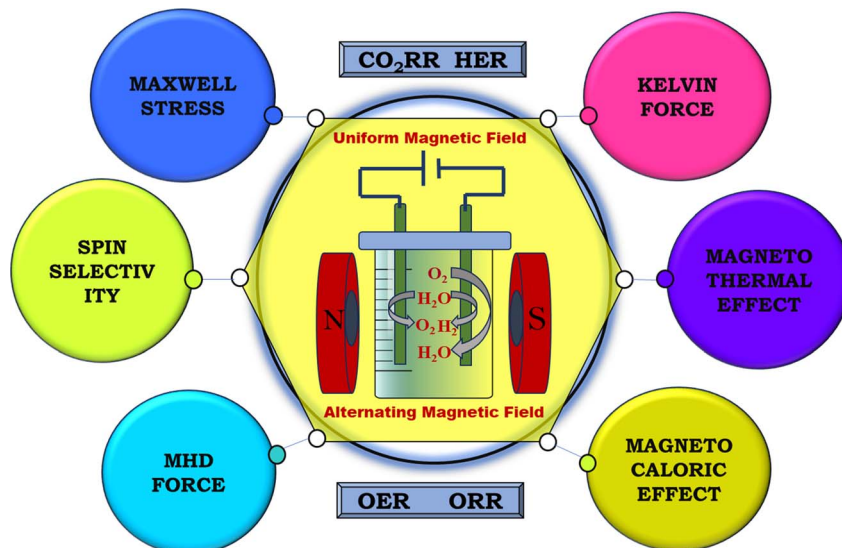 CO₂RR HER
MAXWELL
STRESS
KELVIN
FORCE
Uniform Magnetic Field
SPIN
SELECTIV
ITY
MAGNETO
THERMAL
EFFECT
O₂
H₂O
O₂ H₂
H₂O
N
S
Alternating Magnetic Field
MHD
FORCE
MAGNETO
CALORIC
EFFECT
OER ORR